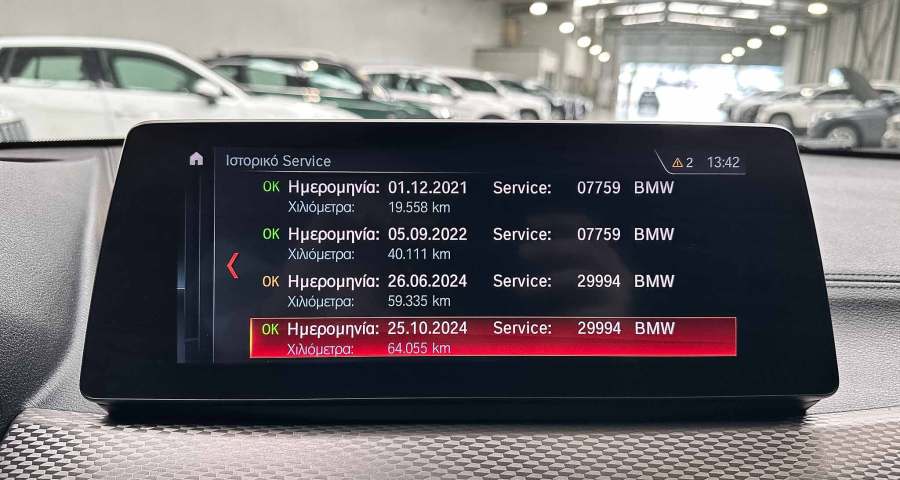 Ιστορικό Service
2 13:42
OK Ημερομηνία: 01.12.2021 Service: 07759 BMW
Χιλιόμετρα: 19.558 km
OK Ημερομηνία: 05.09.2022 Service: 07759 BMW
Χιλιόμετρα: 40.111 km
OK Ημερομηνία: 26.06.2024 Service: 29994 BMW
Χιλιόμετρα: 59.335 km
OK Ημερομηνία: 25.10.2024 Service: 29994 BMW
Χιλιόμετρα: 64.055 km